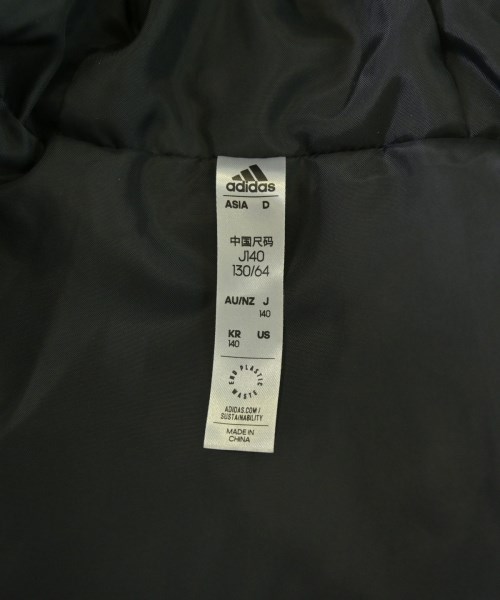 adidas
ASIA D
中国尺码
J140
130/64
AU/NZ J
140
KR US
140
END PLASTIC WASTE
ADIDAS.COM/
SUSTAINABILITY
MADE IN
CHINA